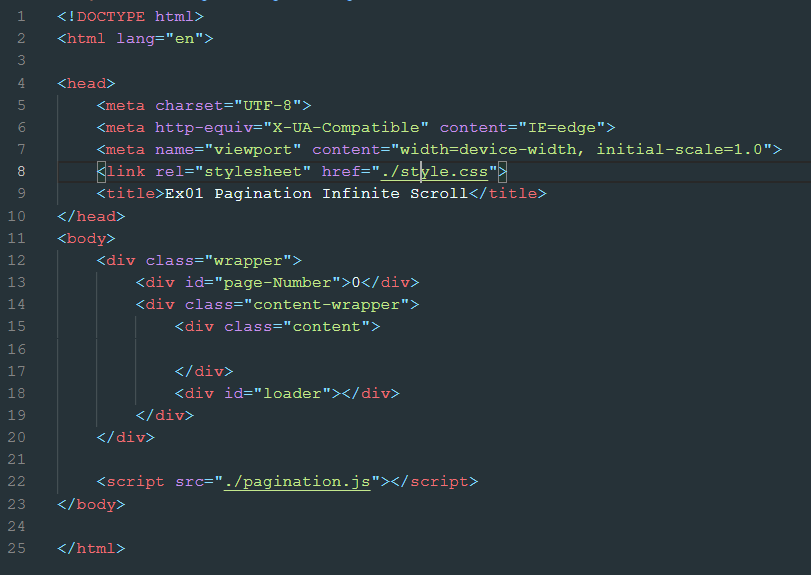 1 <!DOCTYPE html>
2 <html lang="en">
3
4 <head>
5 <meta charset="UTF-8">
6 <meta http-equiv="X-UA-Compatible" content="IE=edge">
7 <meta name="viewport" content="width=device-width, initial-scale=1.0">
8 <link rel="stylesheet" href="./style.css">
9 <title>Ex01 Pagination Infinite Scroll</title>
10 </head>
11 <body>
12 <div class="wrapper">
13 <div id="page-Number">0</div>
14 <div class="content-wrapper">
15 <div class="content">
16
17 </div>
18 <div id="loader"></div>
19 </div>
20 </div>
21
22 <script src="./pagination.js"></script>
23 </body>
24
25 </html>